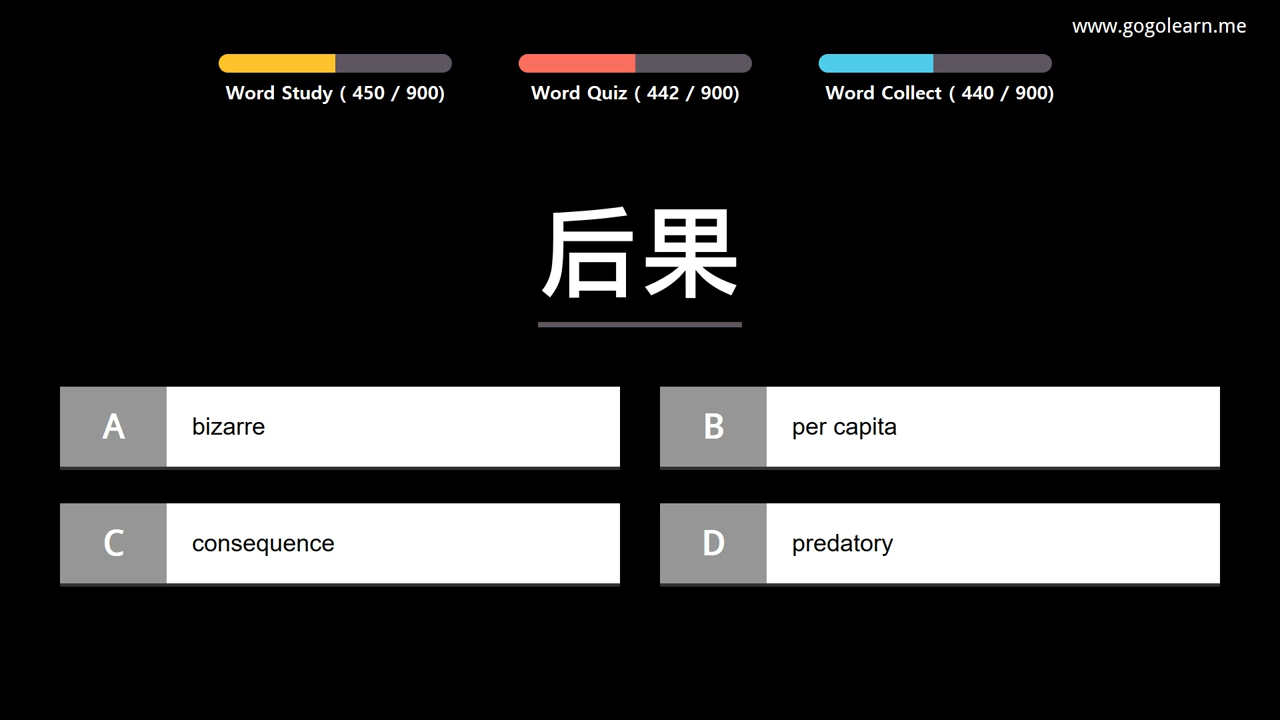 www.gogolearn.me
Word Study ( 450 / 900)
Word Quiz ( 442 / 900)
Word Collect ( 440 / 900)
后果
A bizarre
B per capita
C consequence
D predatory